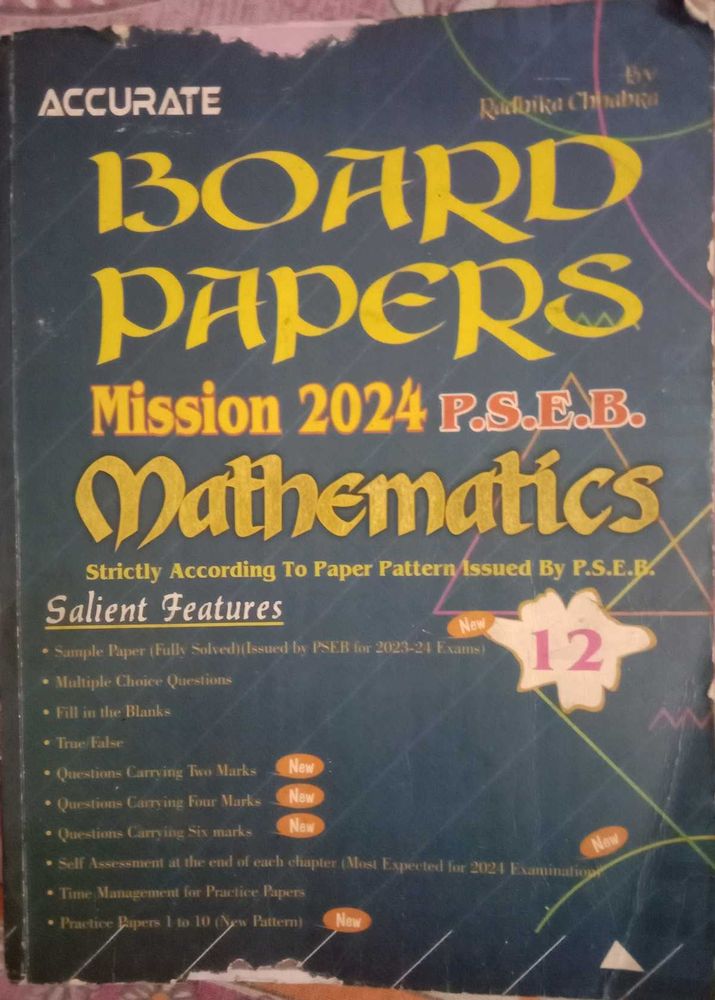 ACCURATE
By
Radhika Chhabra
BOARD
PAPERS
Mission 2024 P.S.E.B.
Mathematics
Strictly According To Paper Pattern Issued By P.S.E.B.
Salient Features
12
• Sample Paper (Fully Solved)(Issued by PSEB for 2023-24 Exams) New
• Multiple Choice Questions
• Fill in the Blanks
• True/False
• Questions Carrying Two Marks New
• Questions Carrying Four Marks New
• Questions Carrying Six marks New
• Self Assessment at the end of each chapter (Most Expected for 2024 Examination) New
• Time Management for Practice Papers
• Practice Papers 1 to 10 (New Pattern) New